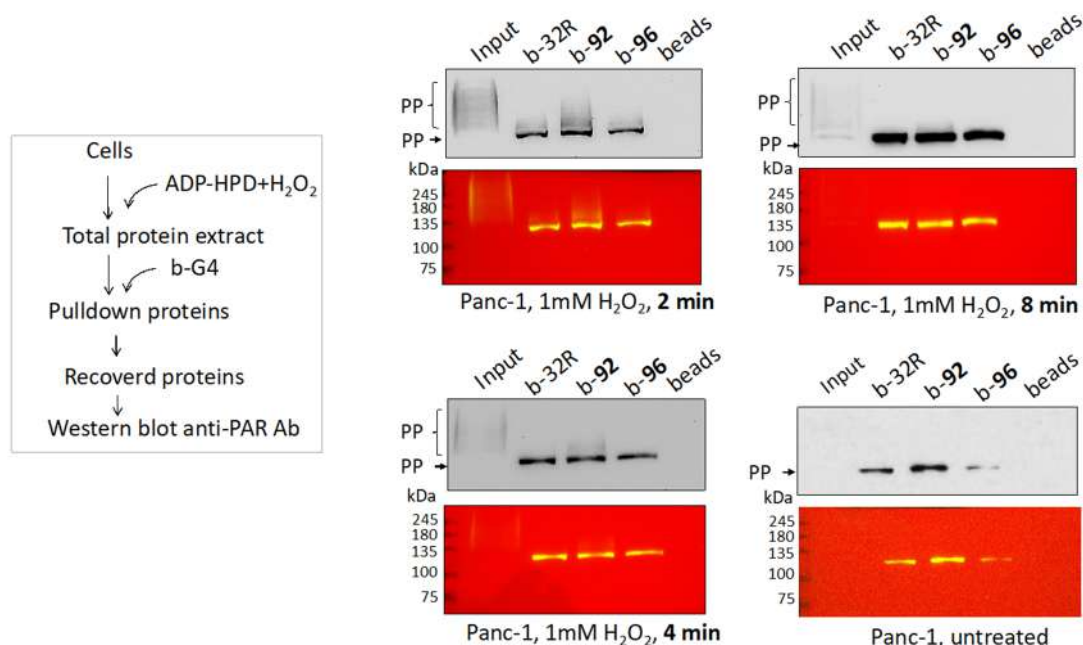 Cells
ADP-HPD+H₂O₂
Total protein extract
b-G4
Pulldown proteins
Recoverd proteins
Western blot anti-PAR Ab
Input b-32R b-92 b-96 beads
PP
PP
kDa
245
180
135
100
75
Panc-1, 1mM H₂O₂, 2 min
Input b-32R b-92 b-96 beads
PP
PP
kDa
245
180
135
100
75
Panc-1, 1mM H₂O₂, 8 min
Input b-32R b-92 b-96 beads
PP
PP
kDa
245
180
135
100
75
Panc-1, 1mM H₂O₂, 4 min
Input b-32R b-92 b-96 beads
PP
kDa
245
180
135
100
75
Panc-1, untreated